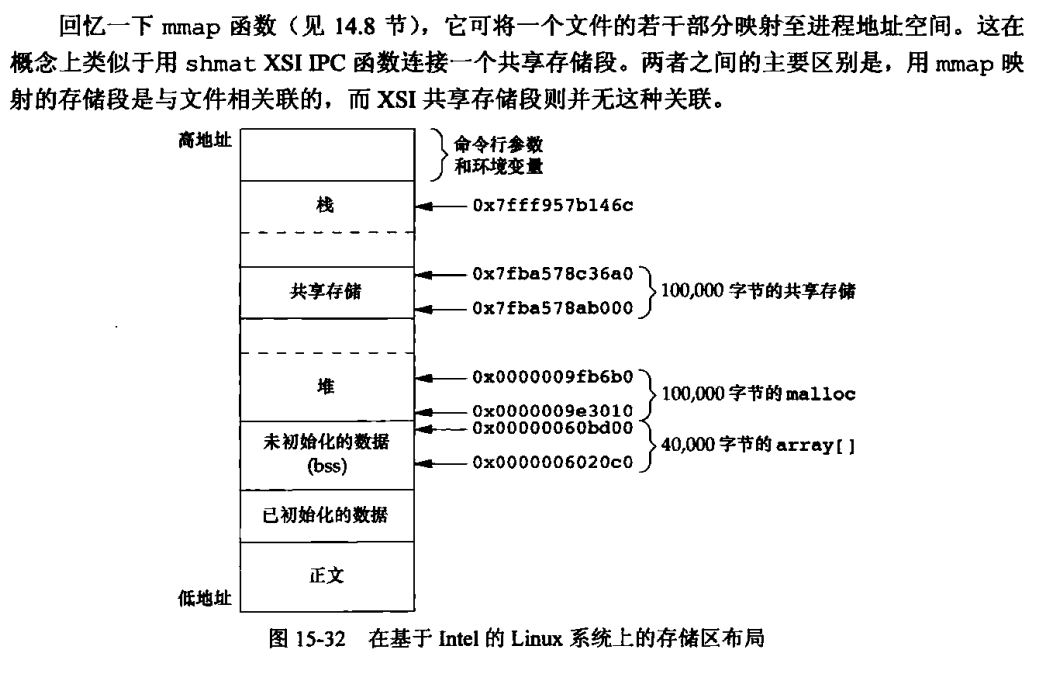 回忆一下 mmap 函数（见 14.8 节），它可将一个文件的若干部分映射至进程地址空间。这在
概念上类似于用 shmat XSI IPC 函数连接一个共享存储段。两者之间的主要区别是，用 mmap 映
射的存储段是与文件相关联的，而 XSI 共享存储段则并无这种关联。
高地址
命令行参数
和环境变量
栈
0x7fff957b146c
共享存储
0x7fba578c36a0
0x7fba578ab000
100,000 字节的共享存储
堆
0x0000009fb6b0
0x0000009e3010
100,000 字节的 malloc
未初始化的数据
(bss)
0x00000060bd00
0x0000006020c0
40,000 字节的 array[]
已初始化的数据
正文
低地址
图 15-32 在基于 Intel 的 Linux 系统上的存储区布局